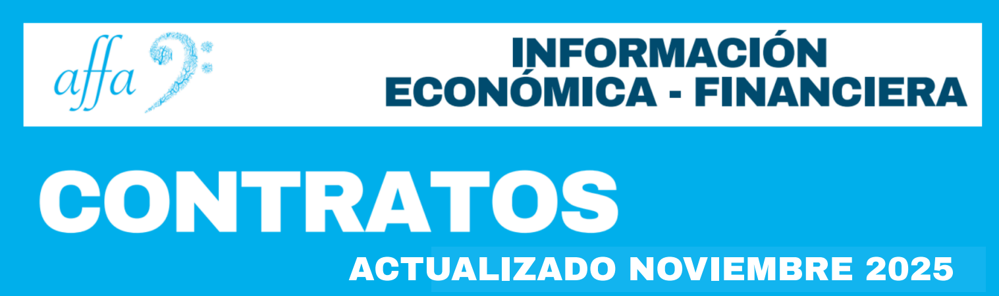 affa
INFORMACIÓN
ECONÓMICA - FINANCIERA
CONTRATOS
ACTUALIZADO NOVIEMBRE 2025